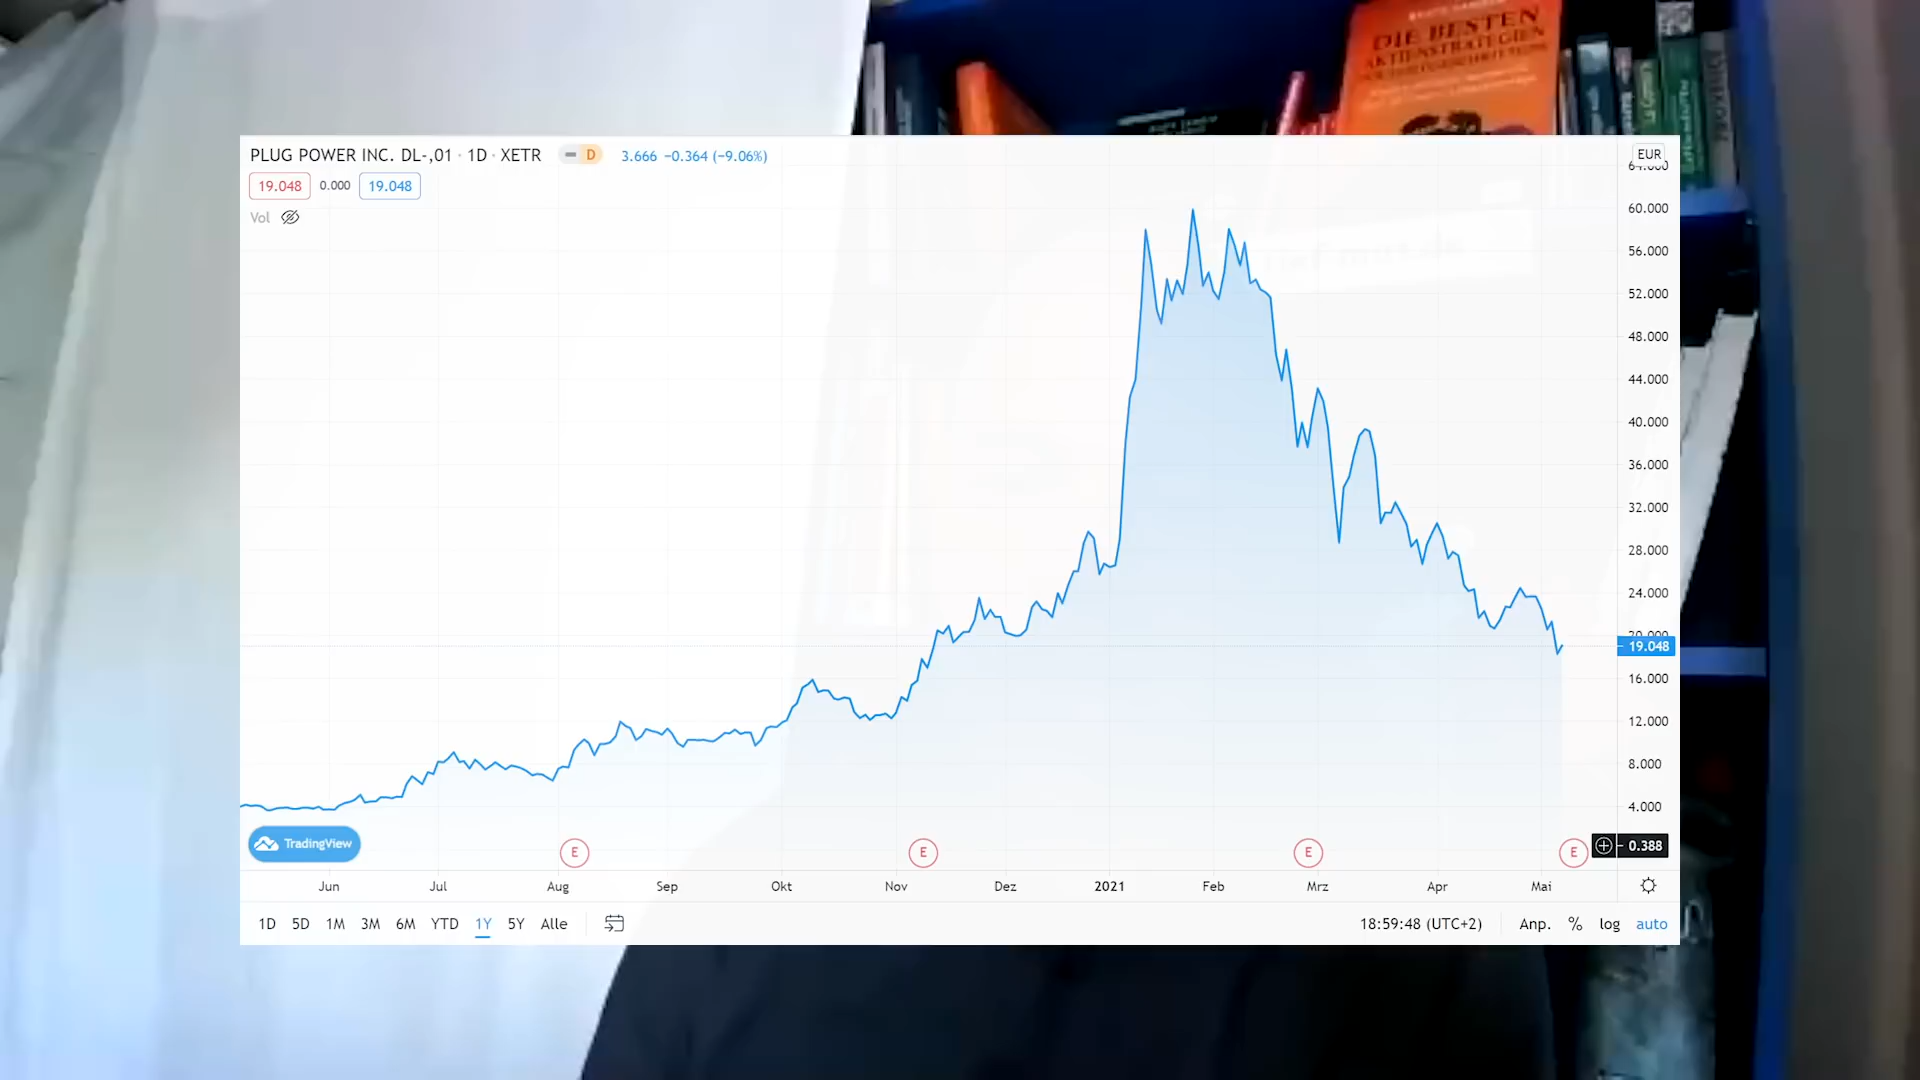 DIE BESTEN
AKTIENSTRATEGIEN
PLUG POWER INC. DL-,01 · 1D · XETR
D
3.666 −0.364 (−9.06%)
EUR
19.048
0.000
19.048
Vol
64.000
60.000
56.000
52.000
48.000
44.000
40.000
36.000
32.000
28.000
24.000
20.000
19.048
16.000
12.000
8.000
4.000
0.388
TradingView
E
E
E
E
Jun
Jul
Aug
Sep
Okt
Nov
Dez
2021
Feb
Mrz
Apr
Mai
1D
5D
1M
3M
6M
YTD
1Y
5Y
Alle
18:59:48 (UTC+2)
Anp.
%
log
auto